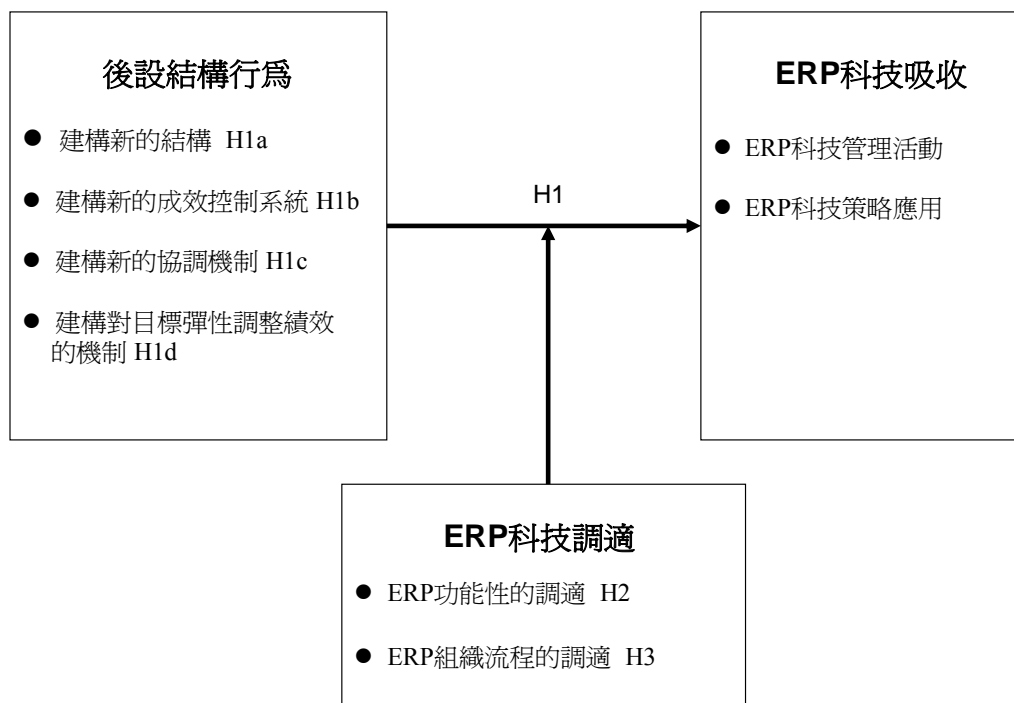 後設結構行為
● 建構新的結構 H1a
● 建構新的成效控制系統 H1b
● 建構新的協調機制 H1c
● 建構對目標彈性調整績效
的機制 H1d
H1
ERP科技吸收
● ERP科技管理活動
● ERP科技策略應用
ERP科技調適
● ERP功能性的調適 H2
● ERP組織流程的調適 H3